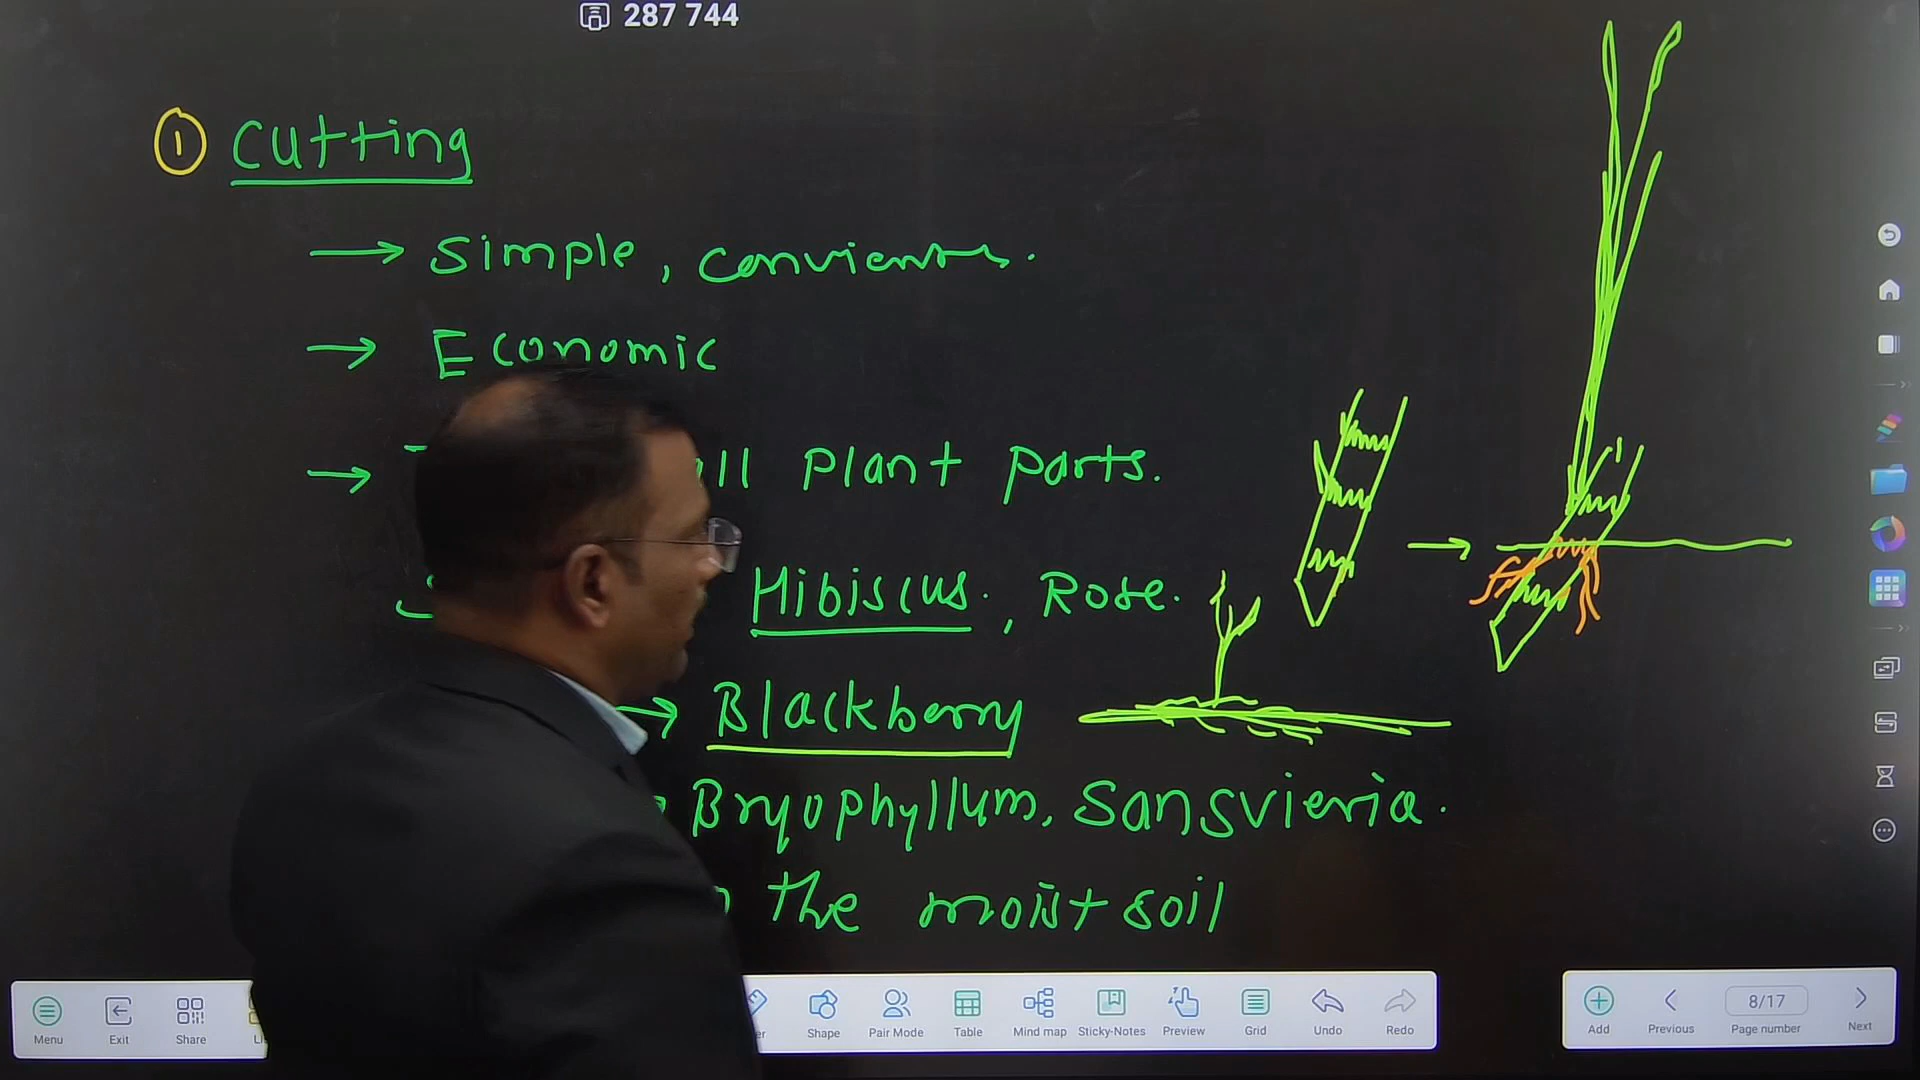 287 744
1 Cutting
→ Simple,
→ Economic
→ Plant Parts.
Hibiscus. , Rose.
→ Blackberry
Bryophyllum, Sansvieria.
the moist soil
Menu Exit Share Shape Pair Mode Table Mind map Sticky-Notes Preview Grid Undo Redo Add Previous 8/17 Page number Next